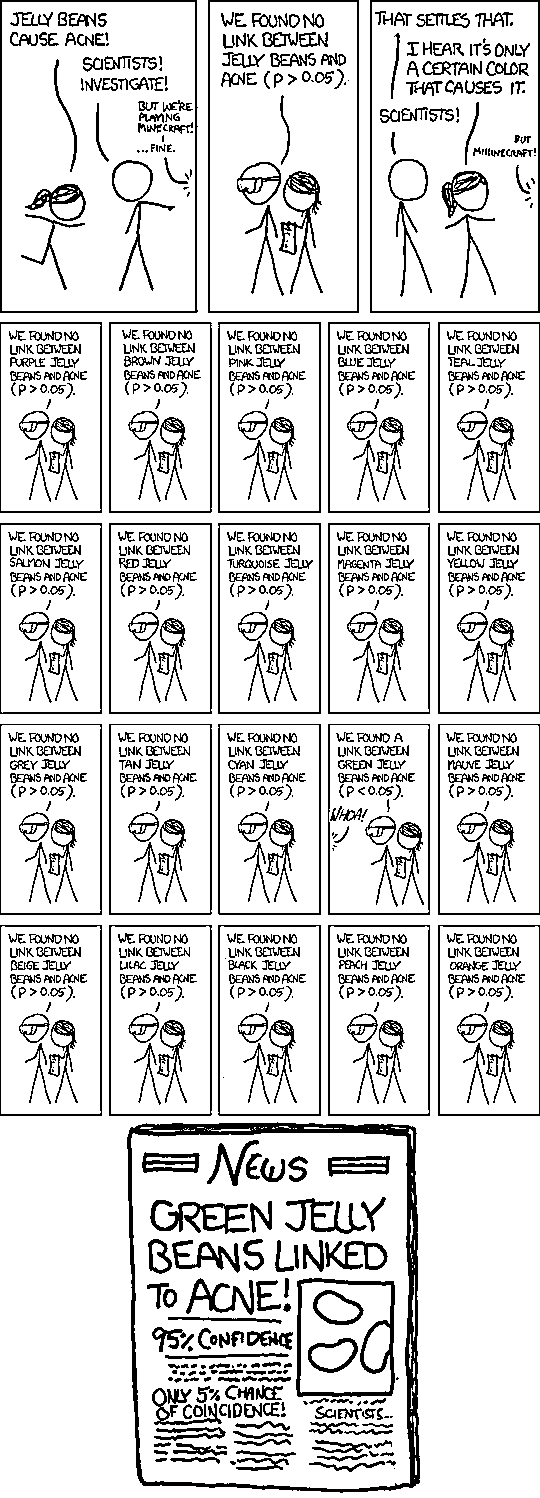 JELLY BEANS
CAUSE ACNE!
SCIENTISTS!
INVESTIGATE!
BUT WE'RE
PLAYING
MINECRAFT!
...FINE.
WE FOUND NO
LINK BETWEEN
JELLY BEANS AND
ACNE (P > 0.05).
THAT SETTLES THAT.
I HEAR IT'S ONLY
A CERTAIN COLOR
THAT CAUSES IT.
SCIENTISTS!
BUT
MIIIINECRAFT!
WE FOUND NO
LINK BETWEEN
PURPLE JELLY
BEANS AND ACNE
(P > 0.05).
WE FOUND NO
LINK BETWEEN
BROWN JELLY
BEANS AND ACNE
(P > 0.05).
WE FOUND NO
LINK BETWEEN
PINK JELLY
BEANS AND ACNE
(P > 0.05).
WE FOUND NO
LINK BETWEEN
BLUE JELLY
BEANS AND ACNE
(P > 0.05).
WE FOUND NO
LINK BETWEEN
TEAL JELLY
BEANS AND ACNE
(P > 0.05).
WE FOUND NO
LINK BETWEEN
SALMON JELLY
BEANS AND ACNE
(P > 0.05).
WE FOUND NO
LINK BETWEEN
RED JELLY
BEANS AND ACNE
(P > 0.05).
WE FOUND NO
LINK BETWEEN
TURQUOISE JELLY
BEANS AND ACNE
(P > 0.05).
WE FOUND NO
LINK BETWEEN
MAGENTA JELLY
BEANS AND ACNE
(P > 0.05).
WE FOUND NO
LINK BETWEEN
YELLOW JELLY
BEANS AND ACNE
(P > 0.05).
WE FOUND NO
LINK BETWEEN
GREY JELLY
BEANS AND ACNE
(P > 0.05).
WE FOUND NO
LINK BETWEEN
TAN JELLY
BEANS AND ACNE
(P > 0.05).
WE FOUND NO
LINK BETWEEN
CYAN JELLY
BEANS AND ACNE
(P > 0.05).
WE FOUND A
LINK BETWEEN
GREEN JELLY
BEANS AND ACNE
(P < 0.05).
WHOA!
WE FOUND NO
LINK BETWEEN
MAUVE JELLY
BEANS AND ACNE
(P > 0.05).
WE FOUND NO
LINK BETWEEN
BEIGE JELLY
BEANS AND ACNE
(P > 0.05).
WE FOUND NO
LINK BETWEEN
LILAC JELLY
BEANS AND ACNE
(P > 0.05).
WE FOUND NO
LINK BETWEEN
BLACK JELLY
BEANS AND ACNE
(P > 0.05).
WE FOUND NO
LINK BETWEEN
PEACH JELLY
BEANS AND ACNE
(P > 0.05).
WE FOUND NO
LINK BETWEEN
ORANGE JELLY
BEANS AND ACNE
(P > 0.05).
NEWS
GREEN JELLY
BEANS LINKED
TO ACNE!
95% CONFIDENCE
ONLY 5% CHANCE
OF COINCIDENCE!
SCIENTISTS...